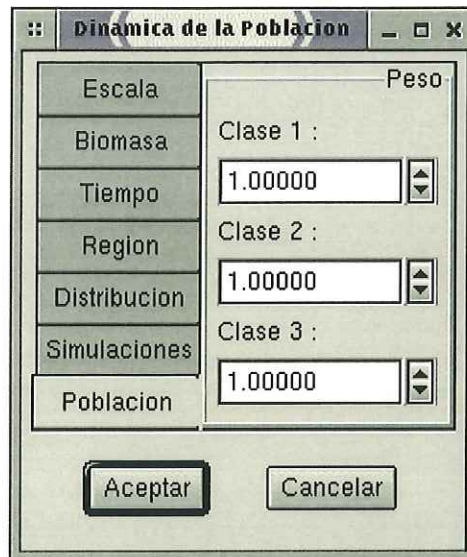 Dinamica de la Poblacion
Escala
Biomasa
Tiempo
Region
Distribucion
Simulaciones
Poblacion
Peso
Clase 1 :
1.00000
Clase 2 :
1.00000
Clase 3 :
1.00000
Aceptar
Cancelar